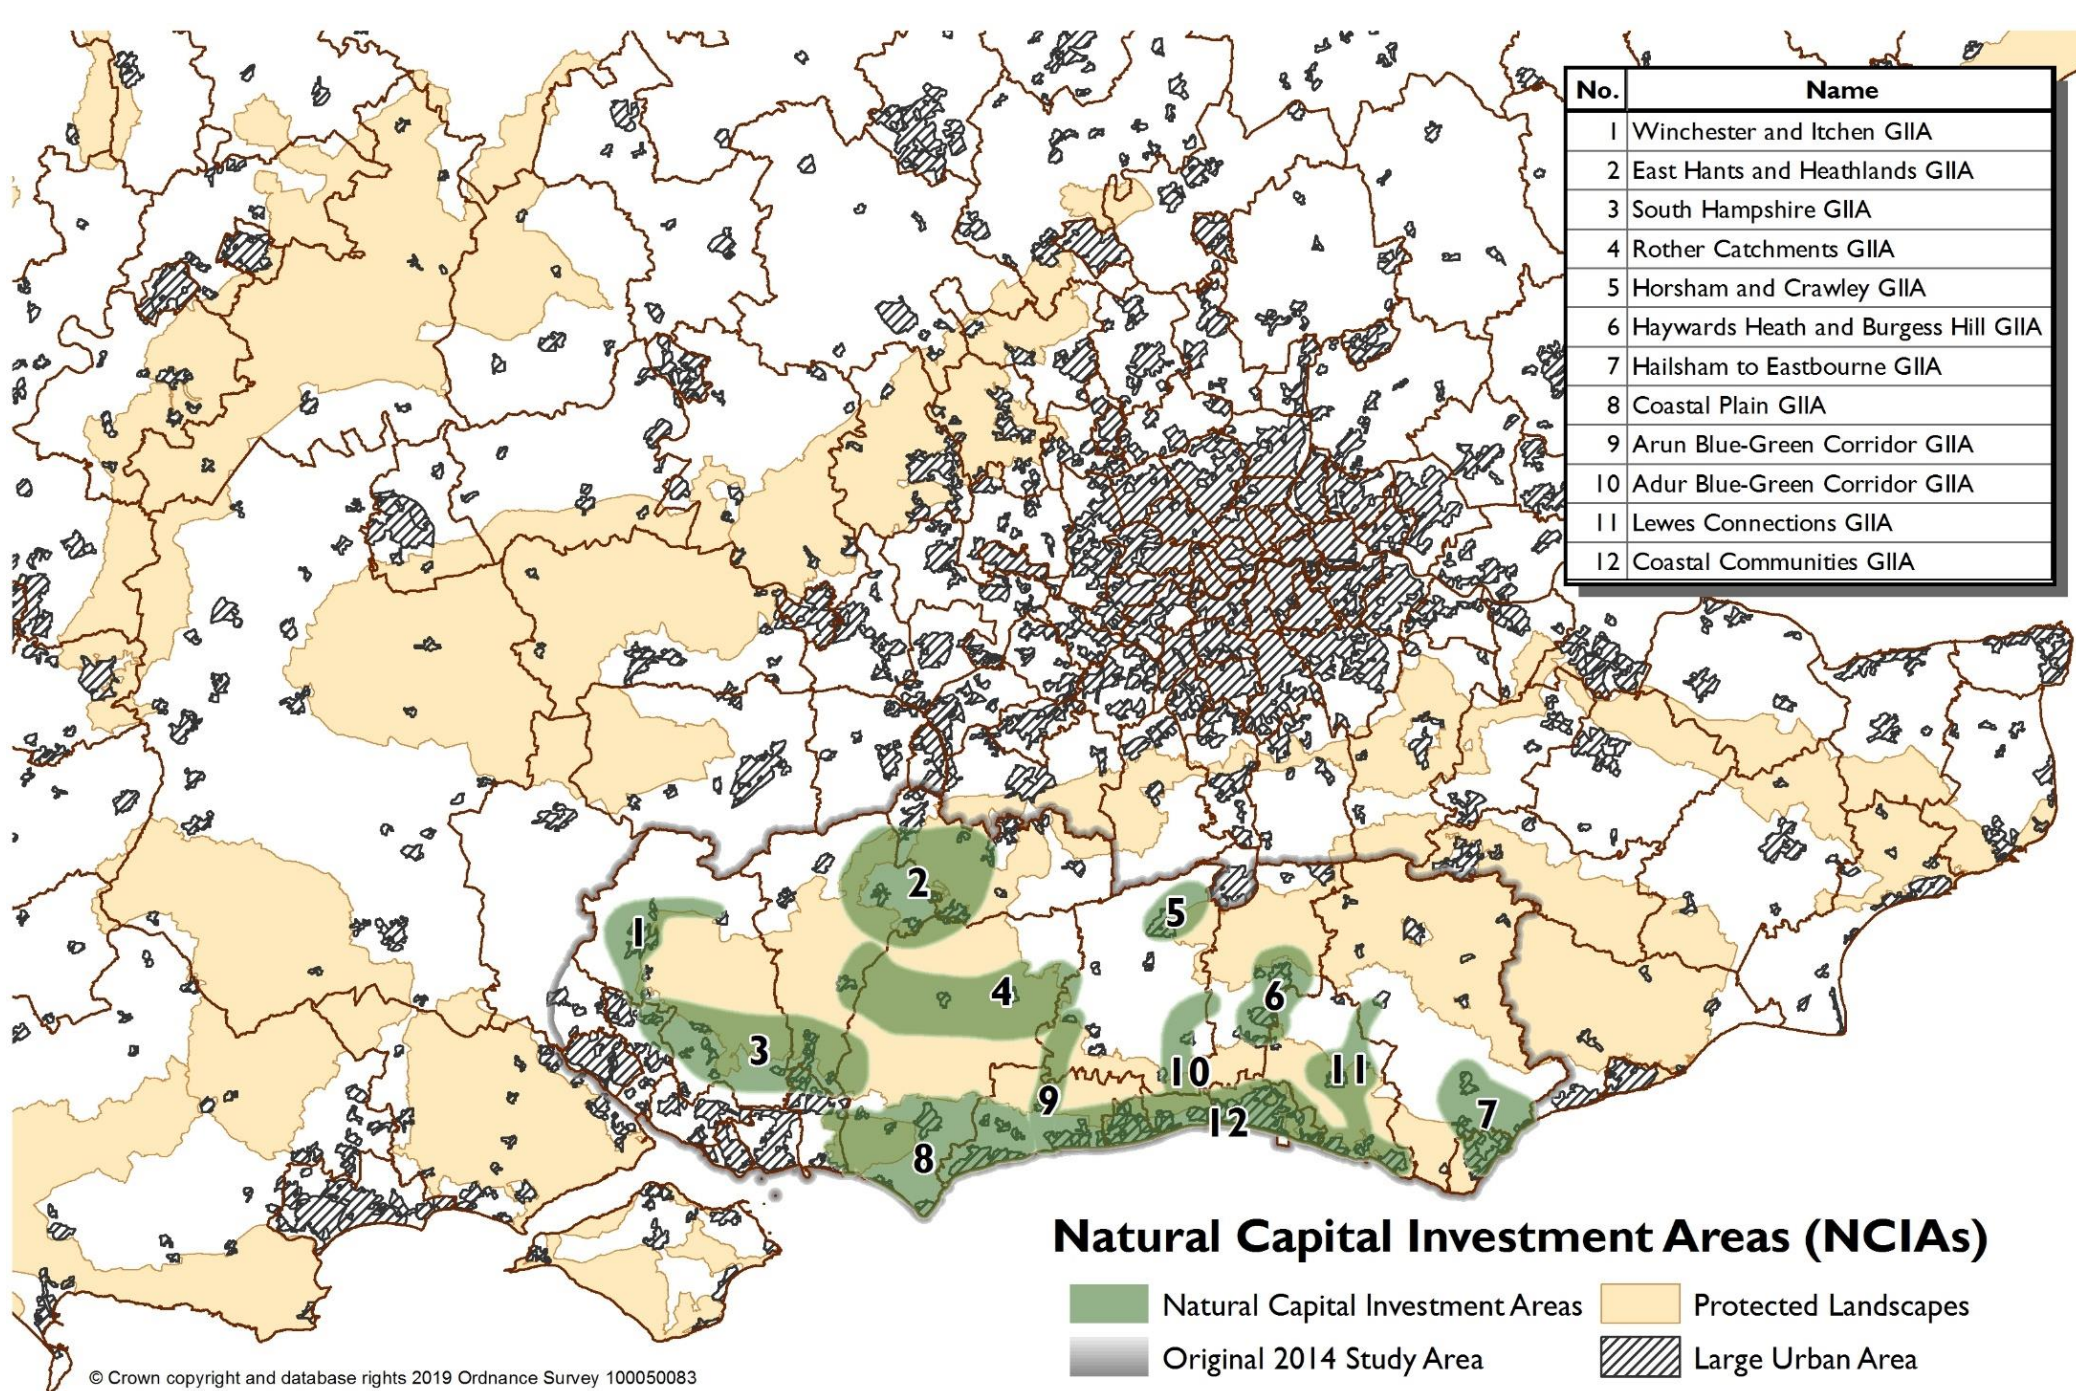 No. Name
1 Winchester and Itchen GIIA
2 East Hants and Heathlands GIIA
3 South Hampshire GIIA
4 Rother Catchments GIIA
5 Horsham and Crawley GIIA
6 Haywards Heath and Burgess Hill GIIA
7 Hailsham to Eastbourne GIIA
8 Coastal Plain GIIA
9 Arun Blue-Green Corridor GIIA
10 Adur Blue-Green Corridor GIIA
11 Lewes Connections GIIA
12 Coastal Communities GIIA
2
5
1
4
6
3
10
11
9
7
12
8
Natural Capital Investment Areas (NCIAs)
Natural Capital Investment Areas
Protected Landscapes
Original 2014 Study Area
Large Urban Area
© Crown copyright and database rights 2019 Ordnance Survey 100050083